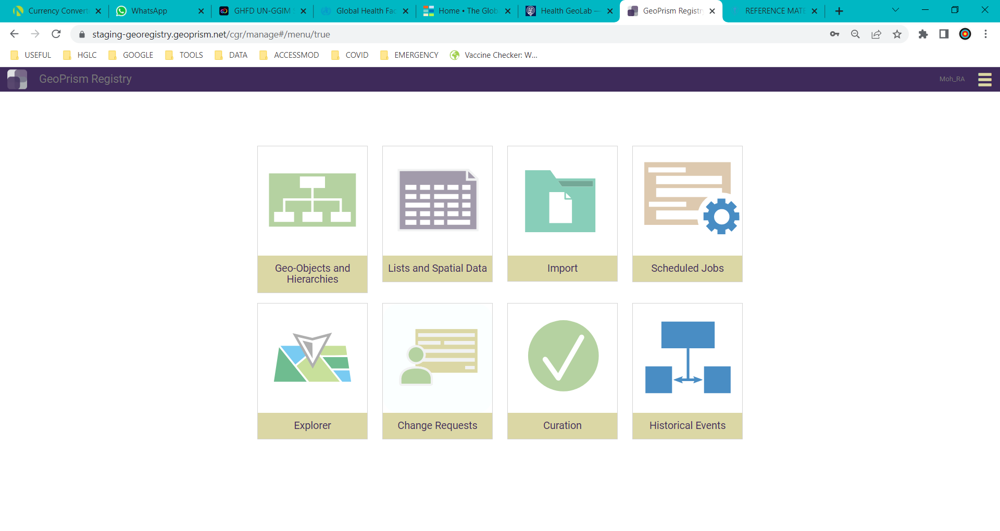 Currency Convert
WhatsApp
GHFD UN-GGIM
Global Health Fac
Home • The Glob
Health GeoLab —
GeoPrism Registr
REFERENCE MATE
staging-georegistry.geoprism.net/cgr/manage#/menu/true
USEFUL
HGLC
GOOGLE
TOOLS
DATA
ACCESSMOD
COVID
EMERGENCY
Vaccine Checker: W...
GeoPrism Registry
Moh_RA
Geo-Objects and
Hierarchies
Lists and Spatial Data
Import
Scheduled Jobs
Explorer
Change Requests
Curation
Historical Events